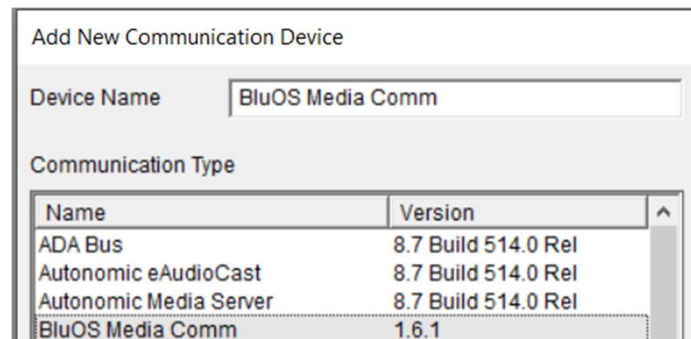 Add New Communication Device
Device Name BluOS Media Comm
Communication Type
Name Version
ADA Bus 8.7 Build 514.0 Rel
Autonomic eAudioCast 8.7 Build 514.0 Rel
Autonomic Media Server 8.7 Build 514.0 Rel
BluOS Media Comm 1.6.1